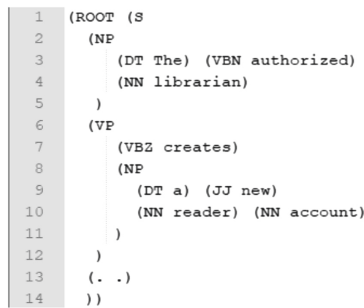 1 (ROOT (S
2 (NP
3 (DT The) (VBN authorized)
4 (NN librarian)
5 )
6 (VP
7 (VBZ creates)
8 (NP
9 (DT a) (JJ new)
10 (NN reader) (NN account)
11 )
12 )
13 (. .)
14 ))